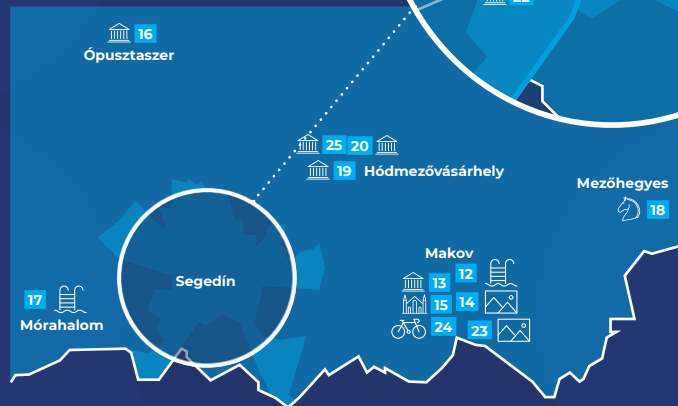 16
Ópusztaszer
25 20
19 Hódmezővásárhely
Mezőhegyes
18
Segedín
Makov
13 12
15 14
24 23
17
Mórahalom